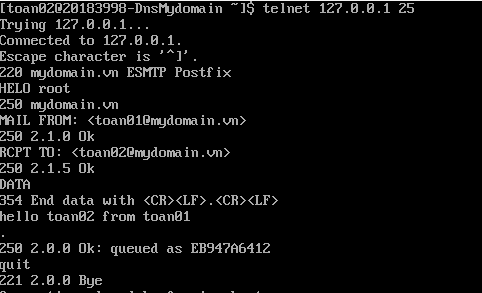 [toan02@20183998-DnsMydomain ~]$ telnet 127.0.0.1 25
Trying 127.0.0.1...
Connected to 127.0.0.1.
Escape character is '^]'.
220 mydomain.vn ESMTP Postfix
HELO root
250 mydomain.vn
MAIL FROM: <toan01@mydomain.vn>
250 2.1.0 Ok
RCPT TO: <toan02@mydomain.vn>
250 2.1.5 Ok
DATA
354 End data with <CR><LF>.<CR><LF>
hello toan02 from toan01
.
250 2.0.0 Ok: queued as EB947A6412
quit
221 2.0.0 Bye